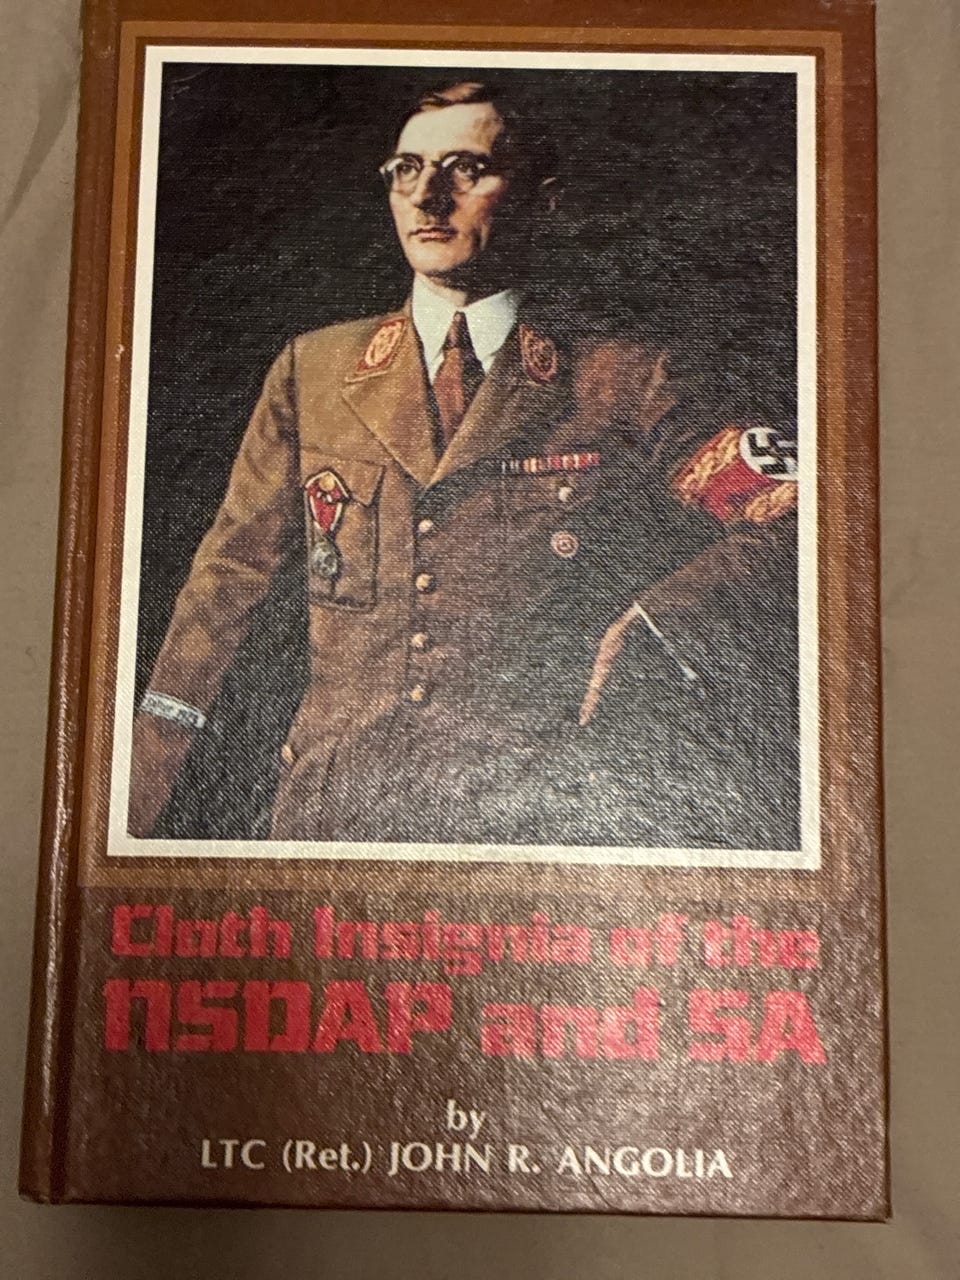 Cloth Insignia of the
NSDAP and SA
by
LTC (Ret.) JOHN R. ANGOLIA